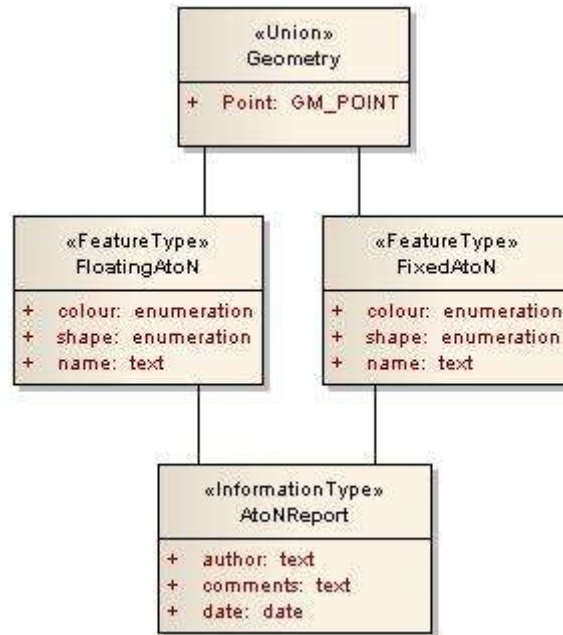 «Union»
Geometry
+ Point: GM_POINT
«FeatureType»
FloatingAtoN
+ colour: enumeration
+ shape: enumeration
+ name: text
«FeatureType»
FixedAtoN
+ colour: enumeration
+ shape: enumeration
+ name: text
«InformationType»
AtoNReport
+ author: text
+ comments: text
+ date: date